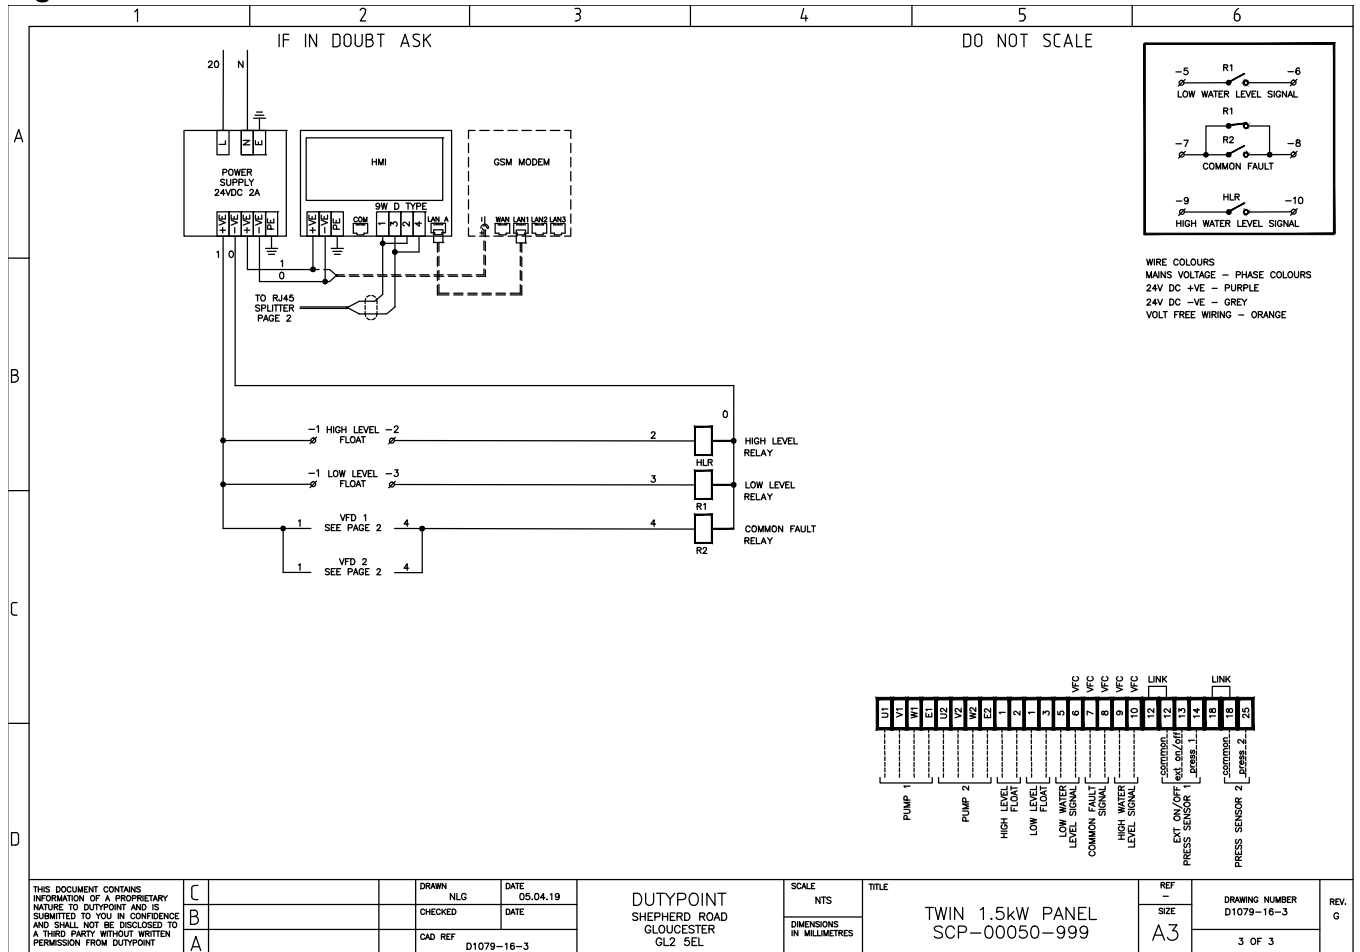 1 2 3 4 5 6
IF IN DOUBT ASK
DO NOT SCALE
A
B
C
D
20 N
L N E
POWER
SUPPLY
24VDC 2A
+VE -VE +VE -VE PE
1 0
1
0
HMI
9W D TYPE
+VE -VE PE
COM
1 3 2 4
LAN A
GSM MODEM
WAN LAN1 LAN2 LAN3
TO RJ45
SPLITTER
PAGE 2
R1
-5 -6
LOW WATER LEVEL SIGNAL
R1
R2
-7 -8
COMMON FAULT
HLR
-9 -10
HIGH WATER LEVEL SIGNAL
WIRE COLOURS
MAINS VOLTAGE - PHASE COLOURS
24V DC +VE - PURPLE
24V DC -VE - GREY
VOLT FREE WIRING - ORANGE
0
-1 HIGH LEVEL -2
FLOAT
2
HLR
HIGH LEVEL
RELAY
-1 LOW LEVEL -3
FLOAT
3
R1
LOW LEVEL
RELAY
1 VFD 1 4
SEE PAGE 2
4
R2
COMMON FAULT
RELAY
1 VFD 2 4
SEE PAGE 2
VFC VFC VFC VFC VFC
LINK LINK
U1 V1 W1 E1 U2 V2 W2 E2 1 2 1 3 5 6 7 8 9 10 12 12 13 14 18 18 25
common
ext on/off
press 1
common
press 2
PUMP 1
PUMP 2
HIGH LEVEL
FLOAT
LOW LEVEL
FLOAT
LOW WATER
LEVEL SIGNAL
COMMON FAULT
SIGNAL
HIGH WATER
LEVEL SIGNAL
EXT ON/OFF
PRESS SENSOR 1
PRESS SENSOR 2
THIS DOCUMENT CONTAINS
INFORMATION OF A PROPRIETARY
NATURE TO DUTYPOINT AND IS
SUBMITTED TO YOU IN CONFIDENCE
AND SHALL NOT BE DISCLOSED TO
A THIRD PARTY WITHOUT WRITTEN
PERMISSION FROM DUTYPOINT
C
B
A
DRAWN
NLG
DATE
05.04.19
CHECKED
DATE
CAD REF
D1079-16-3
DUTYPOINT
SHEPHERD ROAD
GLOUCESTER
GL2 5EL
SCALE
NTS
DIMENSIONS
IN MILLIMETRES
TITLE
TWIN 1.5kW PANEL
SCP-00050-999
REF
-
SIZE
A3
DRAWING NUMBER
D1079-16-3
3 OF 3
REV.
G